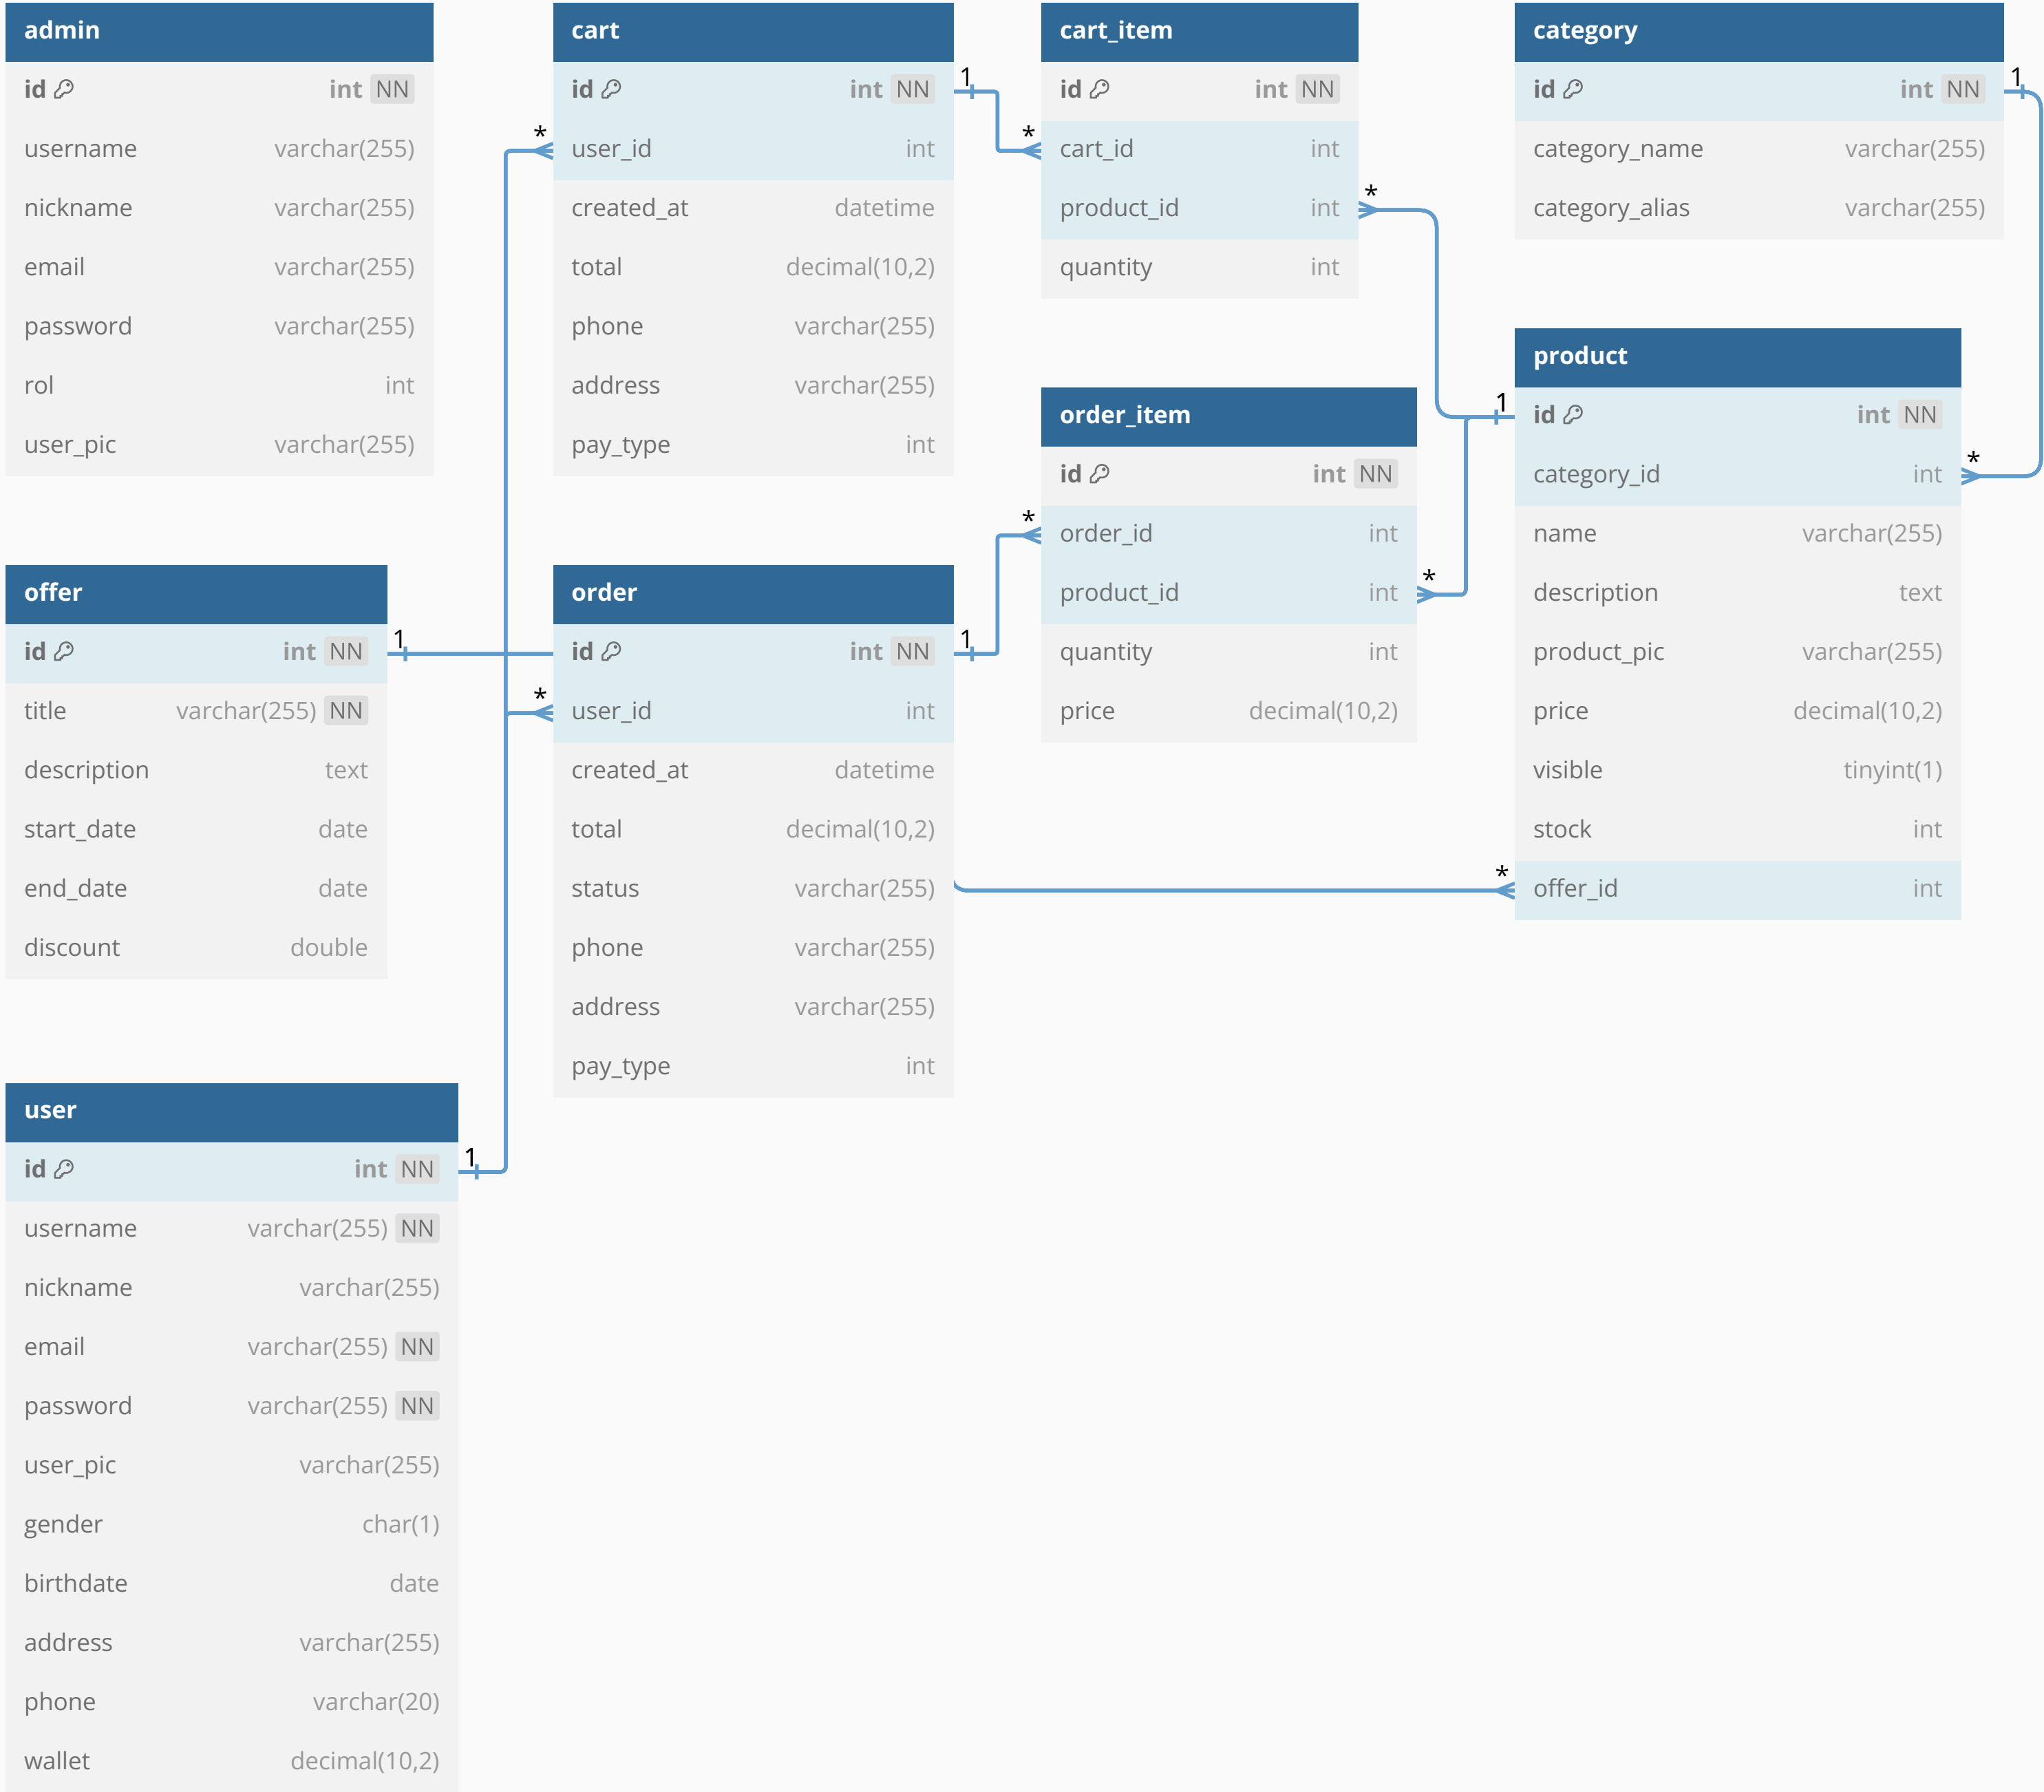 admin
id int NN
username varchar(255)
nickname varchar(255)
email varchar(255)
password varchar(255)
rol int
user_pic varchar(255)
cart
id int NN
user_id int
created_at datetime
total decimal(10,2)
phone varchar(255)
address varchar(255)
pay_type int
cart_item
id int NN
cart_id int
product_id int
quantity int
category
id int NN
category_name varchar(255)
category_alias varchar(255)
product
id int NN
category_id int
name varchar(255)
description text
product_pic varchar(255)
price decimal(10,2)
visible tinyint(1)
stock int
offer_id int
order_item
id int NN
order_id int
product_id int
quantity int
price decimal(10,2)
offer
id int NN
title varchar(255) NN
description text
start_date date
end_date date
discount double
order
id int NN
user_id int
created_at datetime
total decimal(10,2)
status varchar(255)
phone varchar(255)
address varchar(255)
pay_type int
user
id int NN
username varchar(255) NN
nickname varchar(255)
email varchar(255) NN
password varchar(255) NN
user_pic varchar(255)
gender char(1)
birthdate date
address varchar(255)
phone varchar(20)
wallet decimal(10,2)
1
*
1
*
*
1
1
*
1
*
*
1
*
*
1